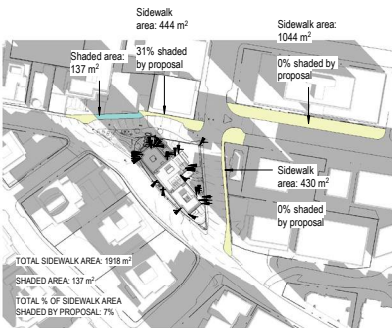 Sidewalk
area: 444 m²
31% shaded
by proposal
Sidewalk area:
1044 m²
0% shaded by
proposal
Shaded area:
137 m²
Sidewalk
area: 430 m²
0% shaded
by proposal
TOTAL SIDEWALK AREA: 1918 m²
SHADED AREA: 137 m²
TOTAL % OF SIDEWALK AREA
SHADED BY PROPOSAL: 7%